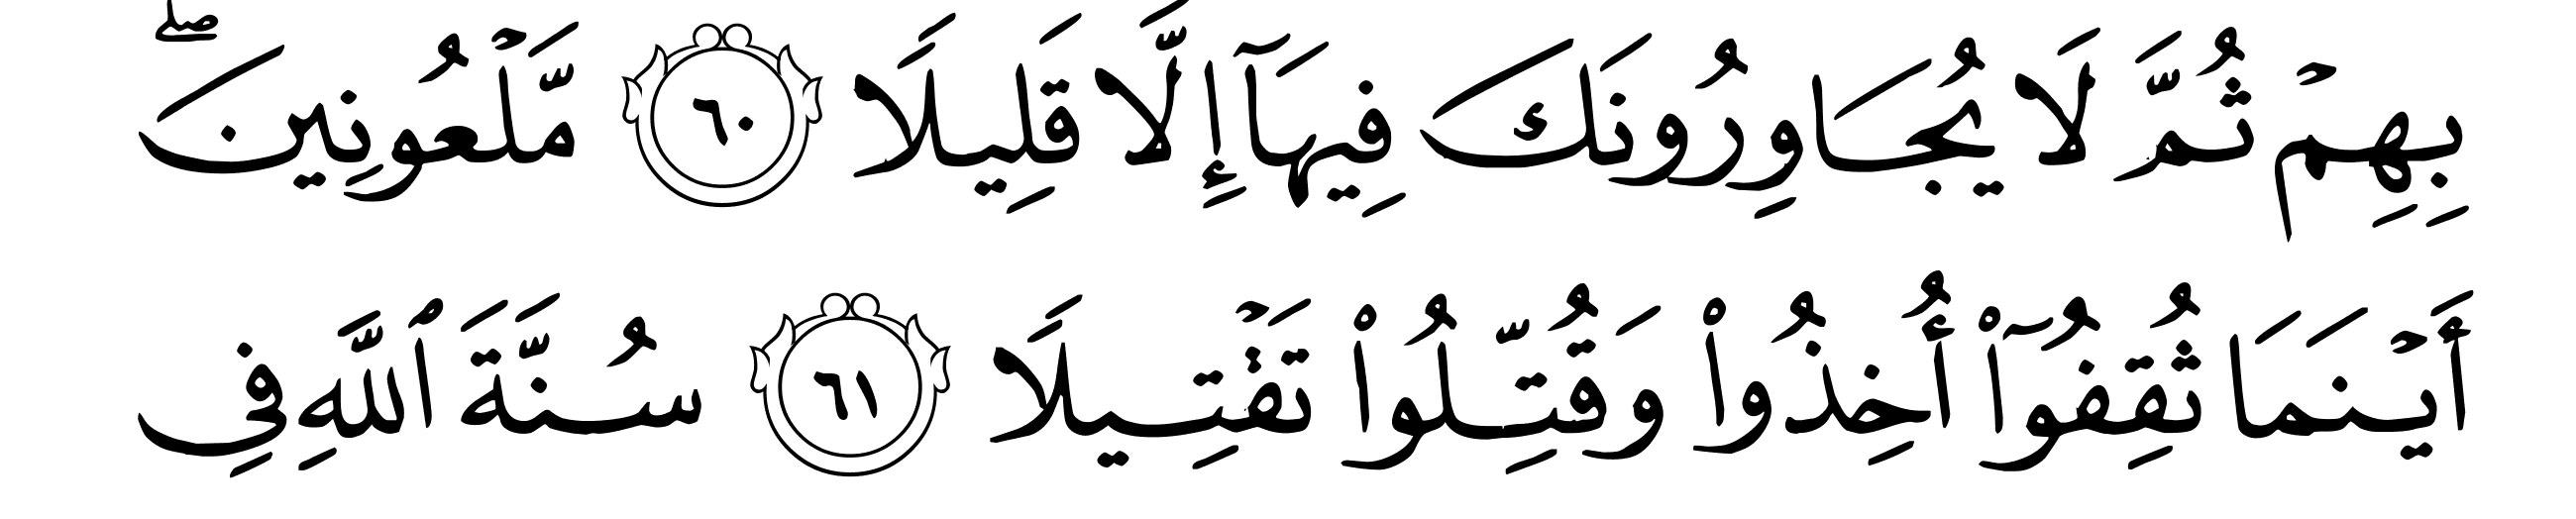 بِهِمۡ ثُمَّ لَا يُجَاوِرُونَكَ فِيهَآ إِلَّا قَلِيلٗا ٦٠ مَّلۡعُونِينَۖ
أَيۡنَمَا ثُقِفُوٓاْ أُخِذُواْ وَقُتِّلُواْ تَقۡتِيلٗا ٦١ سُنَّةَ ٱللَّهِ فِي